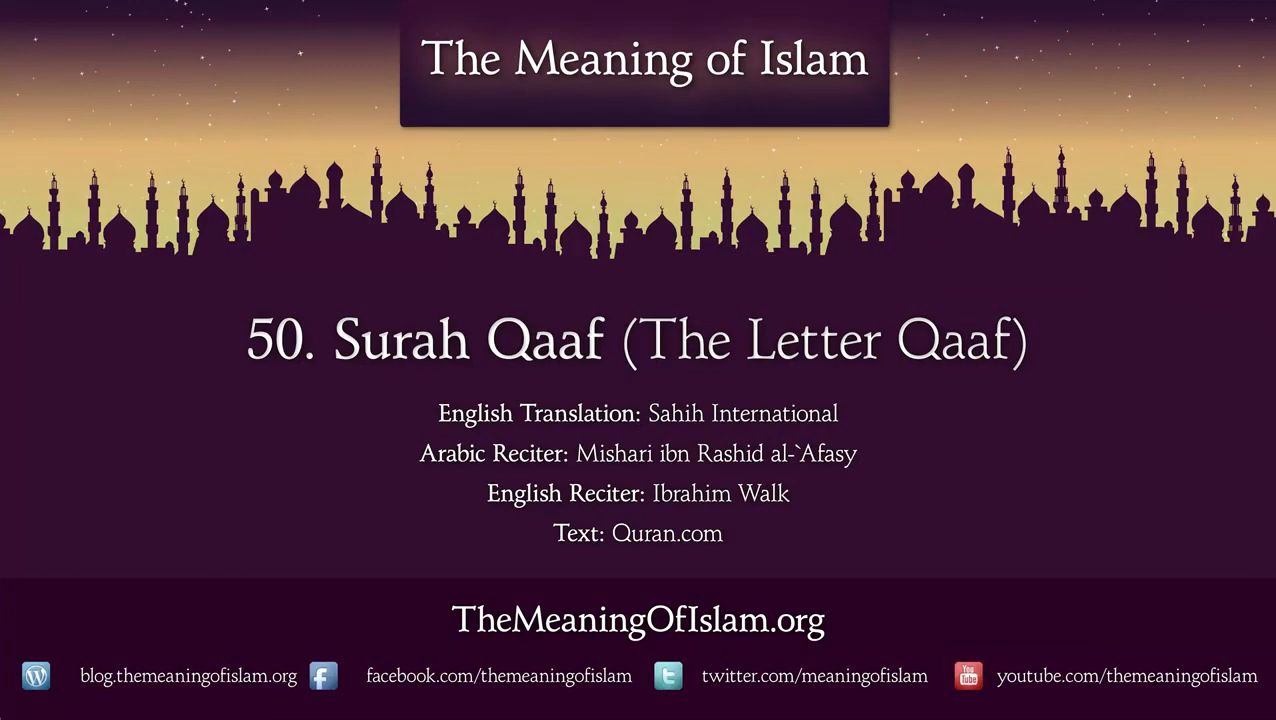 The Meaning of Islam
50. Surah Qaaf (The Letter Qaaf)
English Translation: Sahih International
Arabic Reciter: Mishari ibn Rashid al-`Afasy
English Reciter: Ibrahim Walk
Text: Quran.com
TheMeaningOfIslam.org
blog.themeaningofislam.org facebook.com/themeaningofislam twitter.com/meaningofislam You Tube youtube.com/themeaningofislam